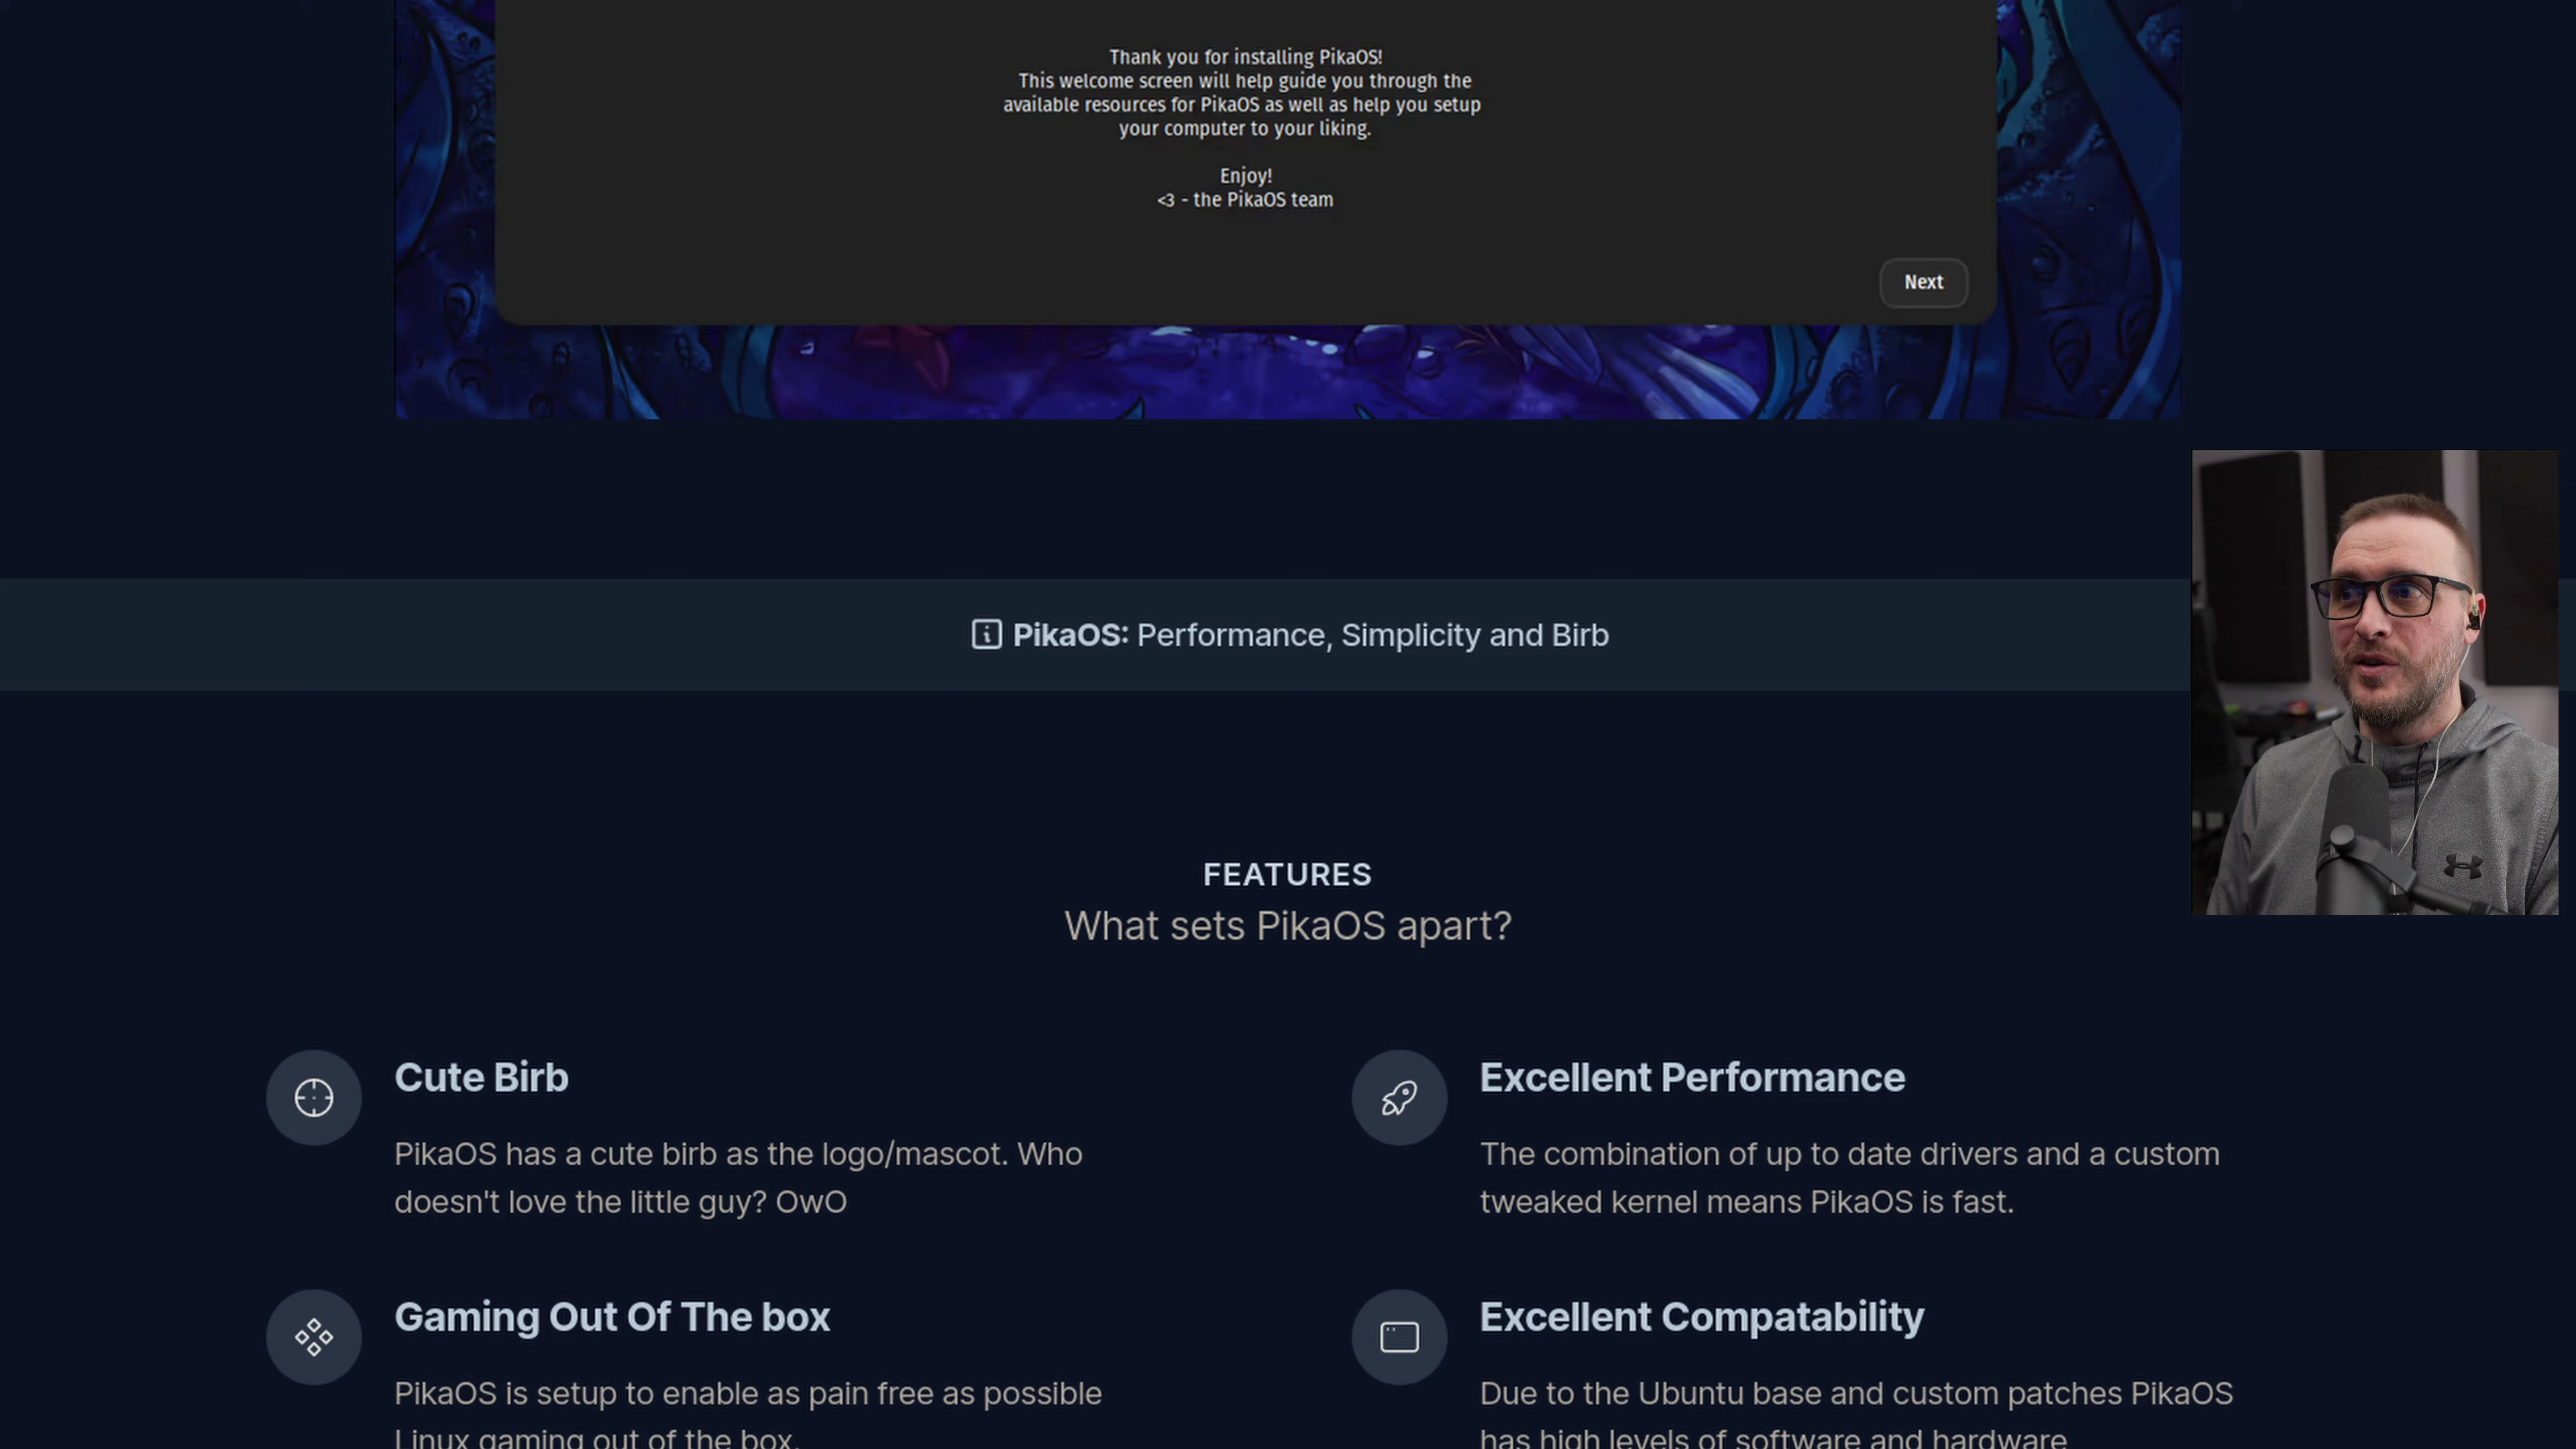 Thank you for installing PikaOS!
This welcome screen will help guide you through the
available resources for PikaOS as well as help you setup
your computer to your liking.
Enjoy!
<3 - the PikaOS team
Next
PikaOS: Performance, Simplicity and Birb
FEATURES
What sets PikaOS apart?
Cute Birb
PikaOS has a cute birb as the logo/mascot. Who
doesn't love the little guy? OwO
Excellent Performance
The combination of up to date drivers and a custom
tweaked kernel means PikaOS is fast.
Gaming Out Of The box
PikaOS is setup to enable as pain free as possible
Linux gaming out of the box.
Excellent Compatability
Due to the Ubuntu base and custom patches PikaOS
has high levels of software and hardware